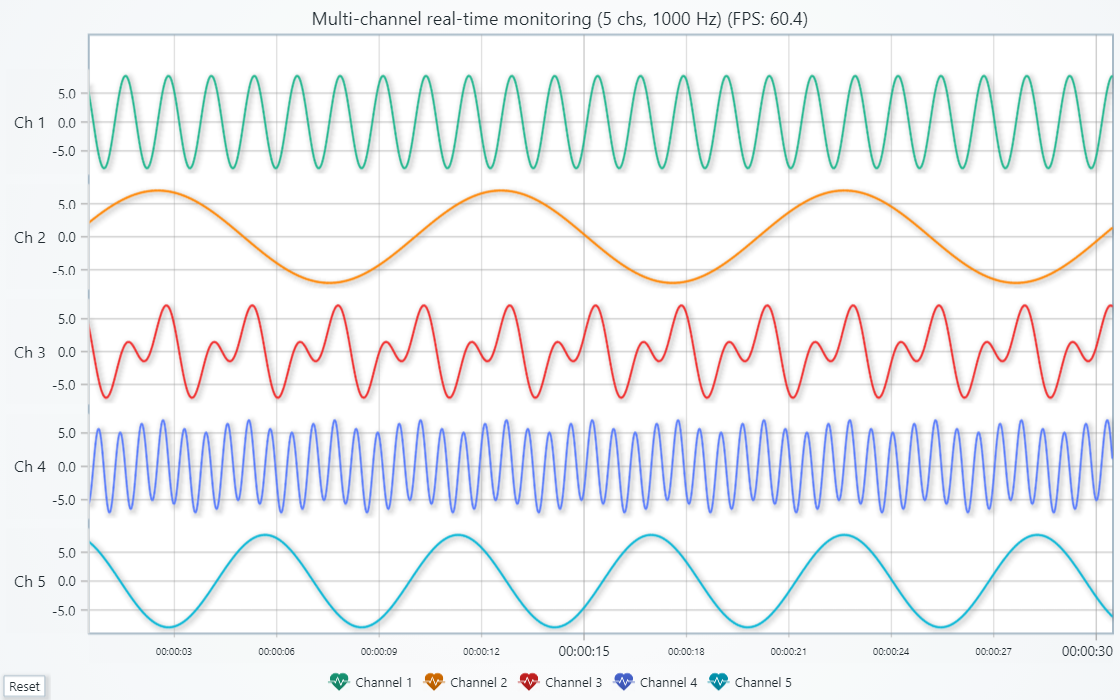 Multi-channel real-time monitoring (5 chs, 1000 Hz) (FPS: 60.4)
5.0
Ch 1 0.0
-5.0
5.0
Ch 2 0.0
-5.0
5.0
Ch 3 0.0
-5.0
5.0
Ch 4 0.0
-5.0
5.0
Ch 5 0.0
-5.0
00:00:03 00:00:06 00:00:09 00:00:12 00:00:15 00:00:18 00:00:21 00:00:24 00:00:27 00:00:30
Reset Channel 1 Channel 2 Channel 3 Channel 4 Channel 5